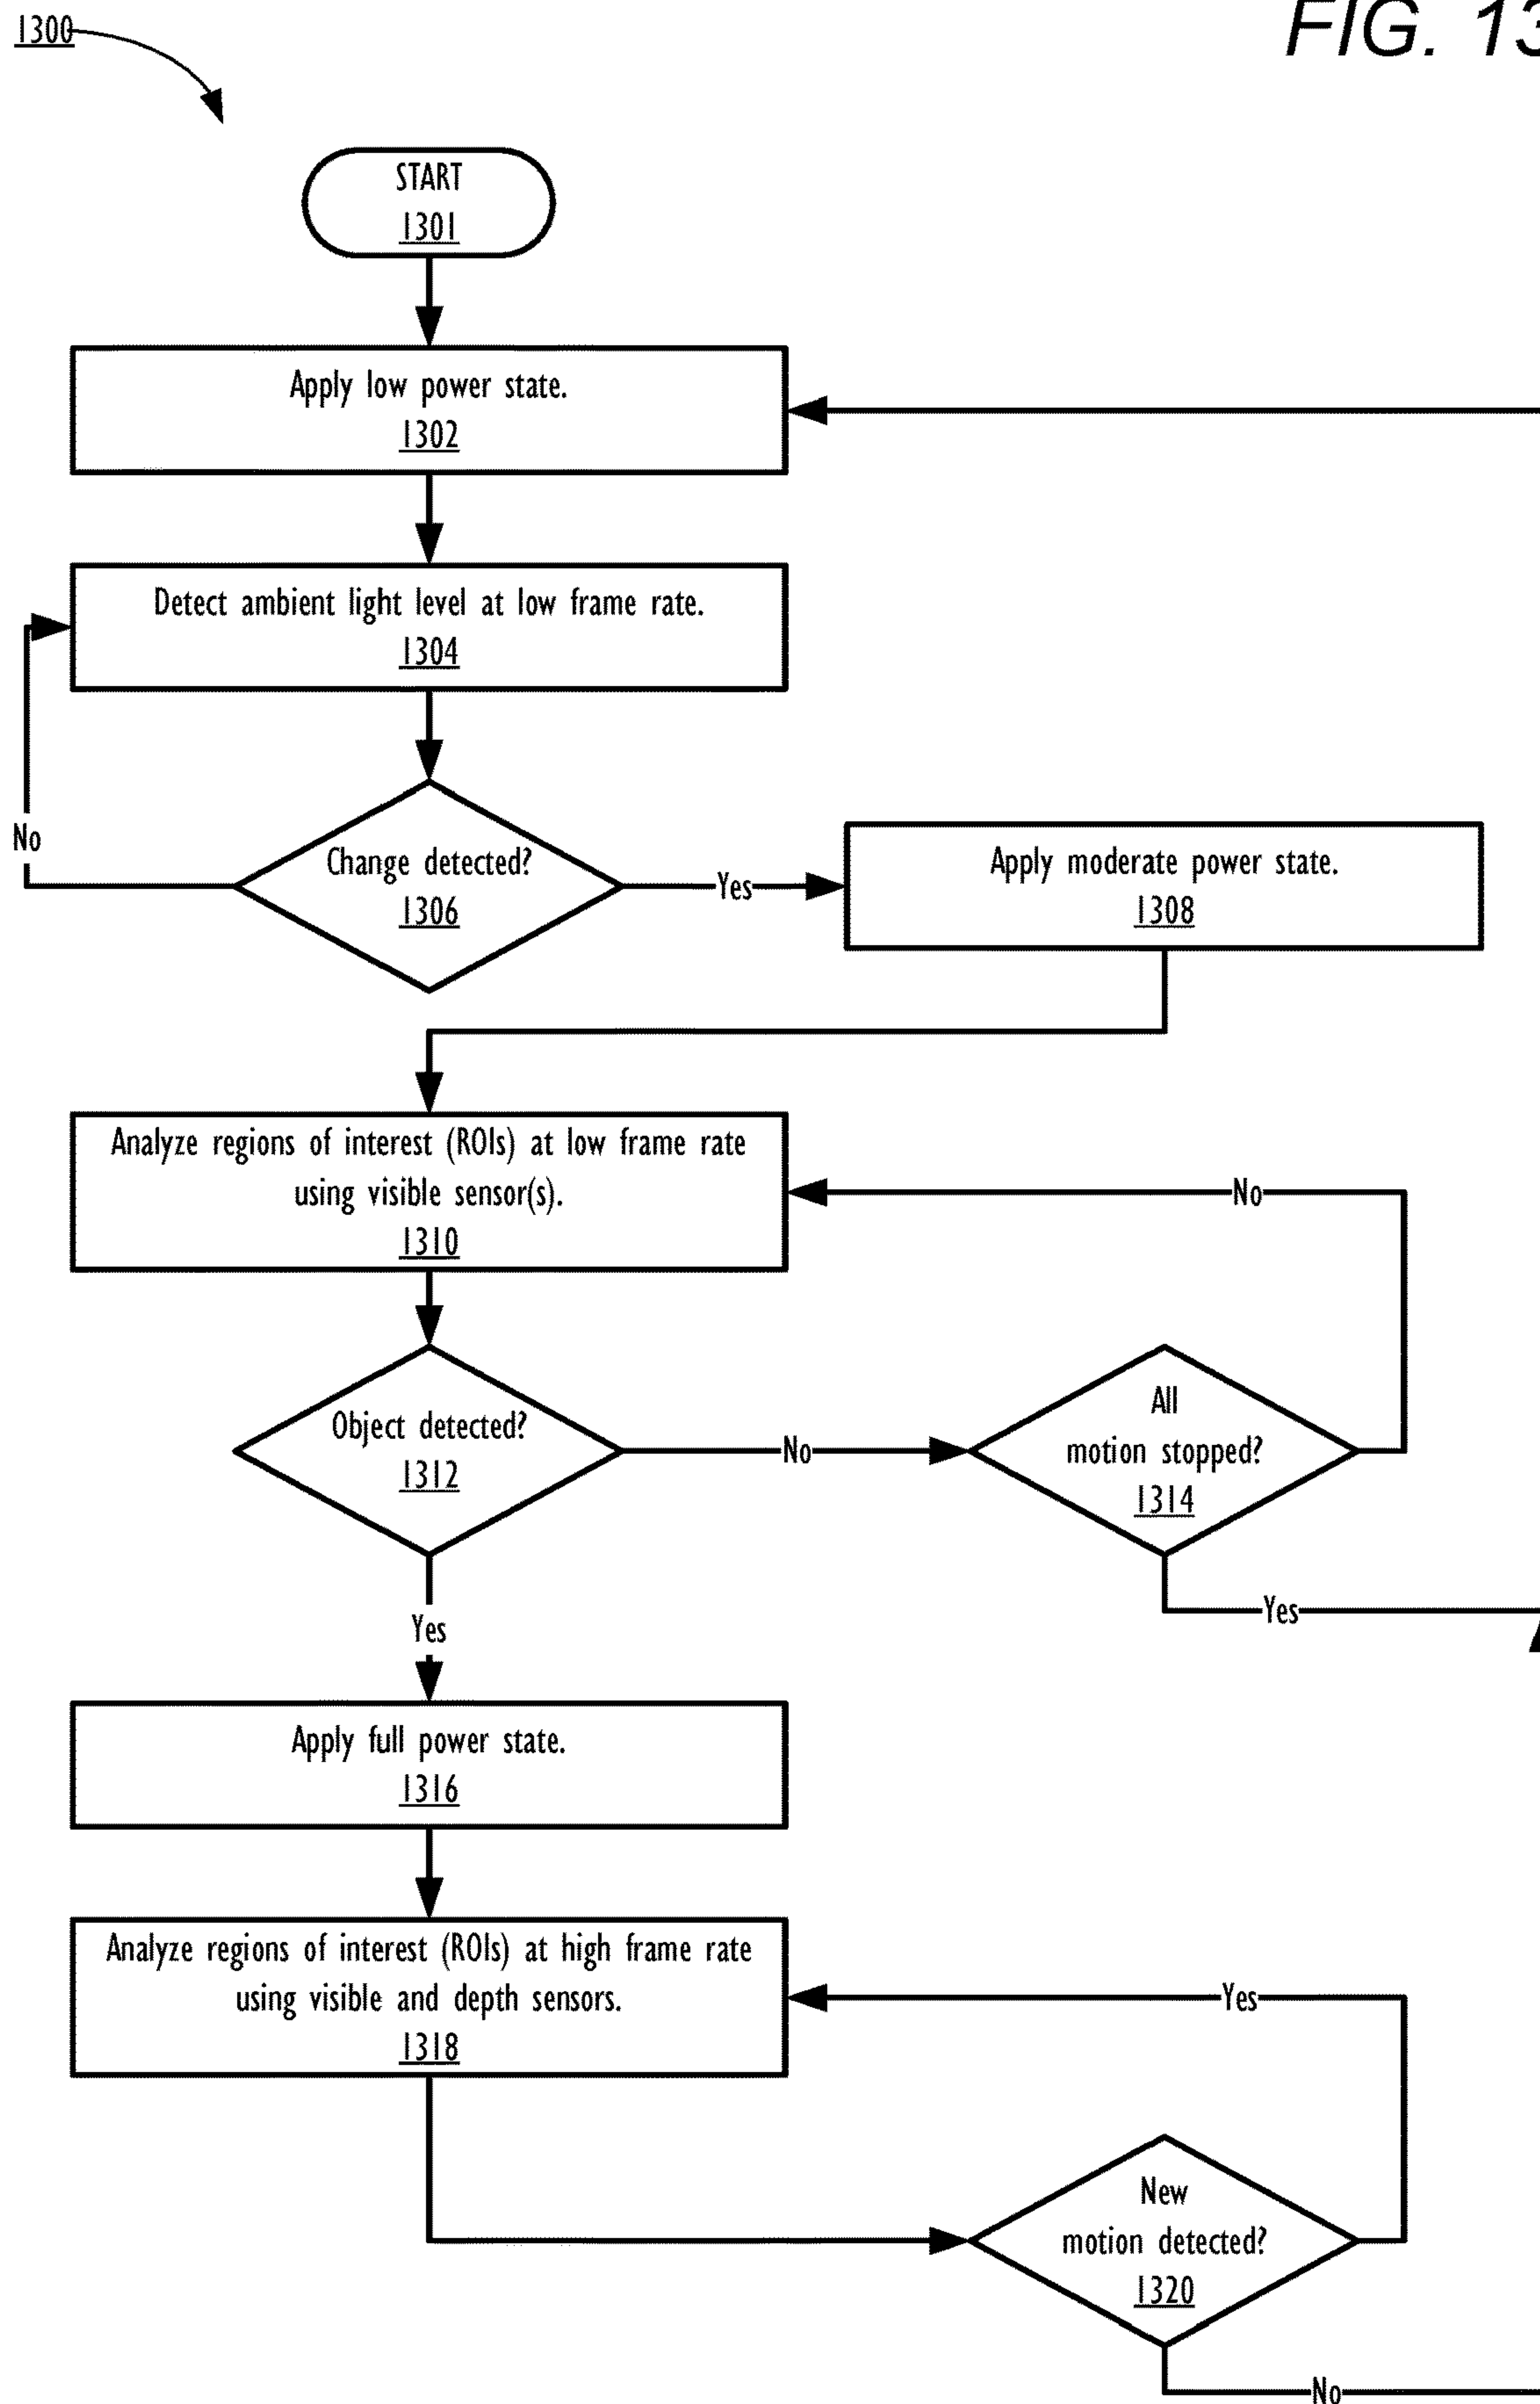 1300
FIG. 13
START
1301
Apply low power state.
1302
Detect ambient light level at low frame rate.
1304
No
Change detected?
1306
Yes
Apply moderate power state.
1308
Analyze regions of interest (ROIs) at low frame rate
using visible sensor(s).
1310
No
Object detected?
1312
No
All
motion stopped?
1314
Yes
Yes
Apply full power state.
1316
Analyze regions of interest (ROIs) at high frame rate
using visible and depth sensors.
1318
Yes
New
motion detected?
1320
No